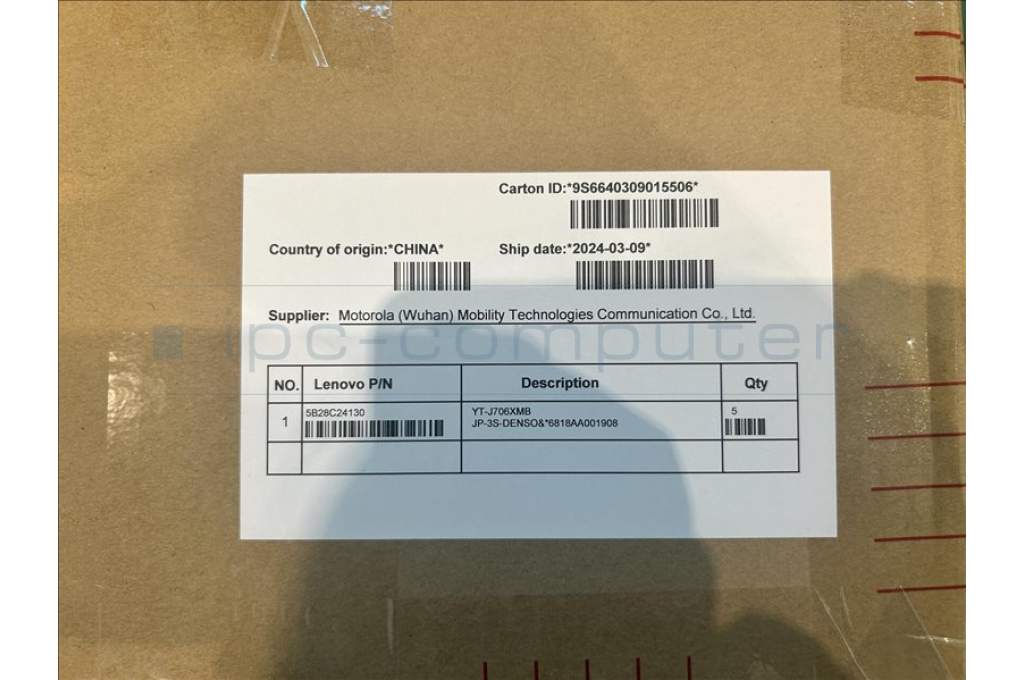 Carton ID:*9S6640309015506*
Country of origin:*CHINA*
Ship date:*2024-03-09*
Supplier: Motorola (Wuhan) Mobility Technologies Communication Co., Ltd.
ipc-computer
NO. Lenovo P/N Description Qty
1 5B28C24130 YT-J706XMB 5
JP-3S-DENSO&*6818AA001908